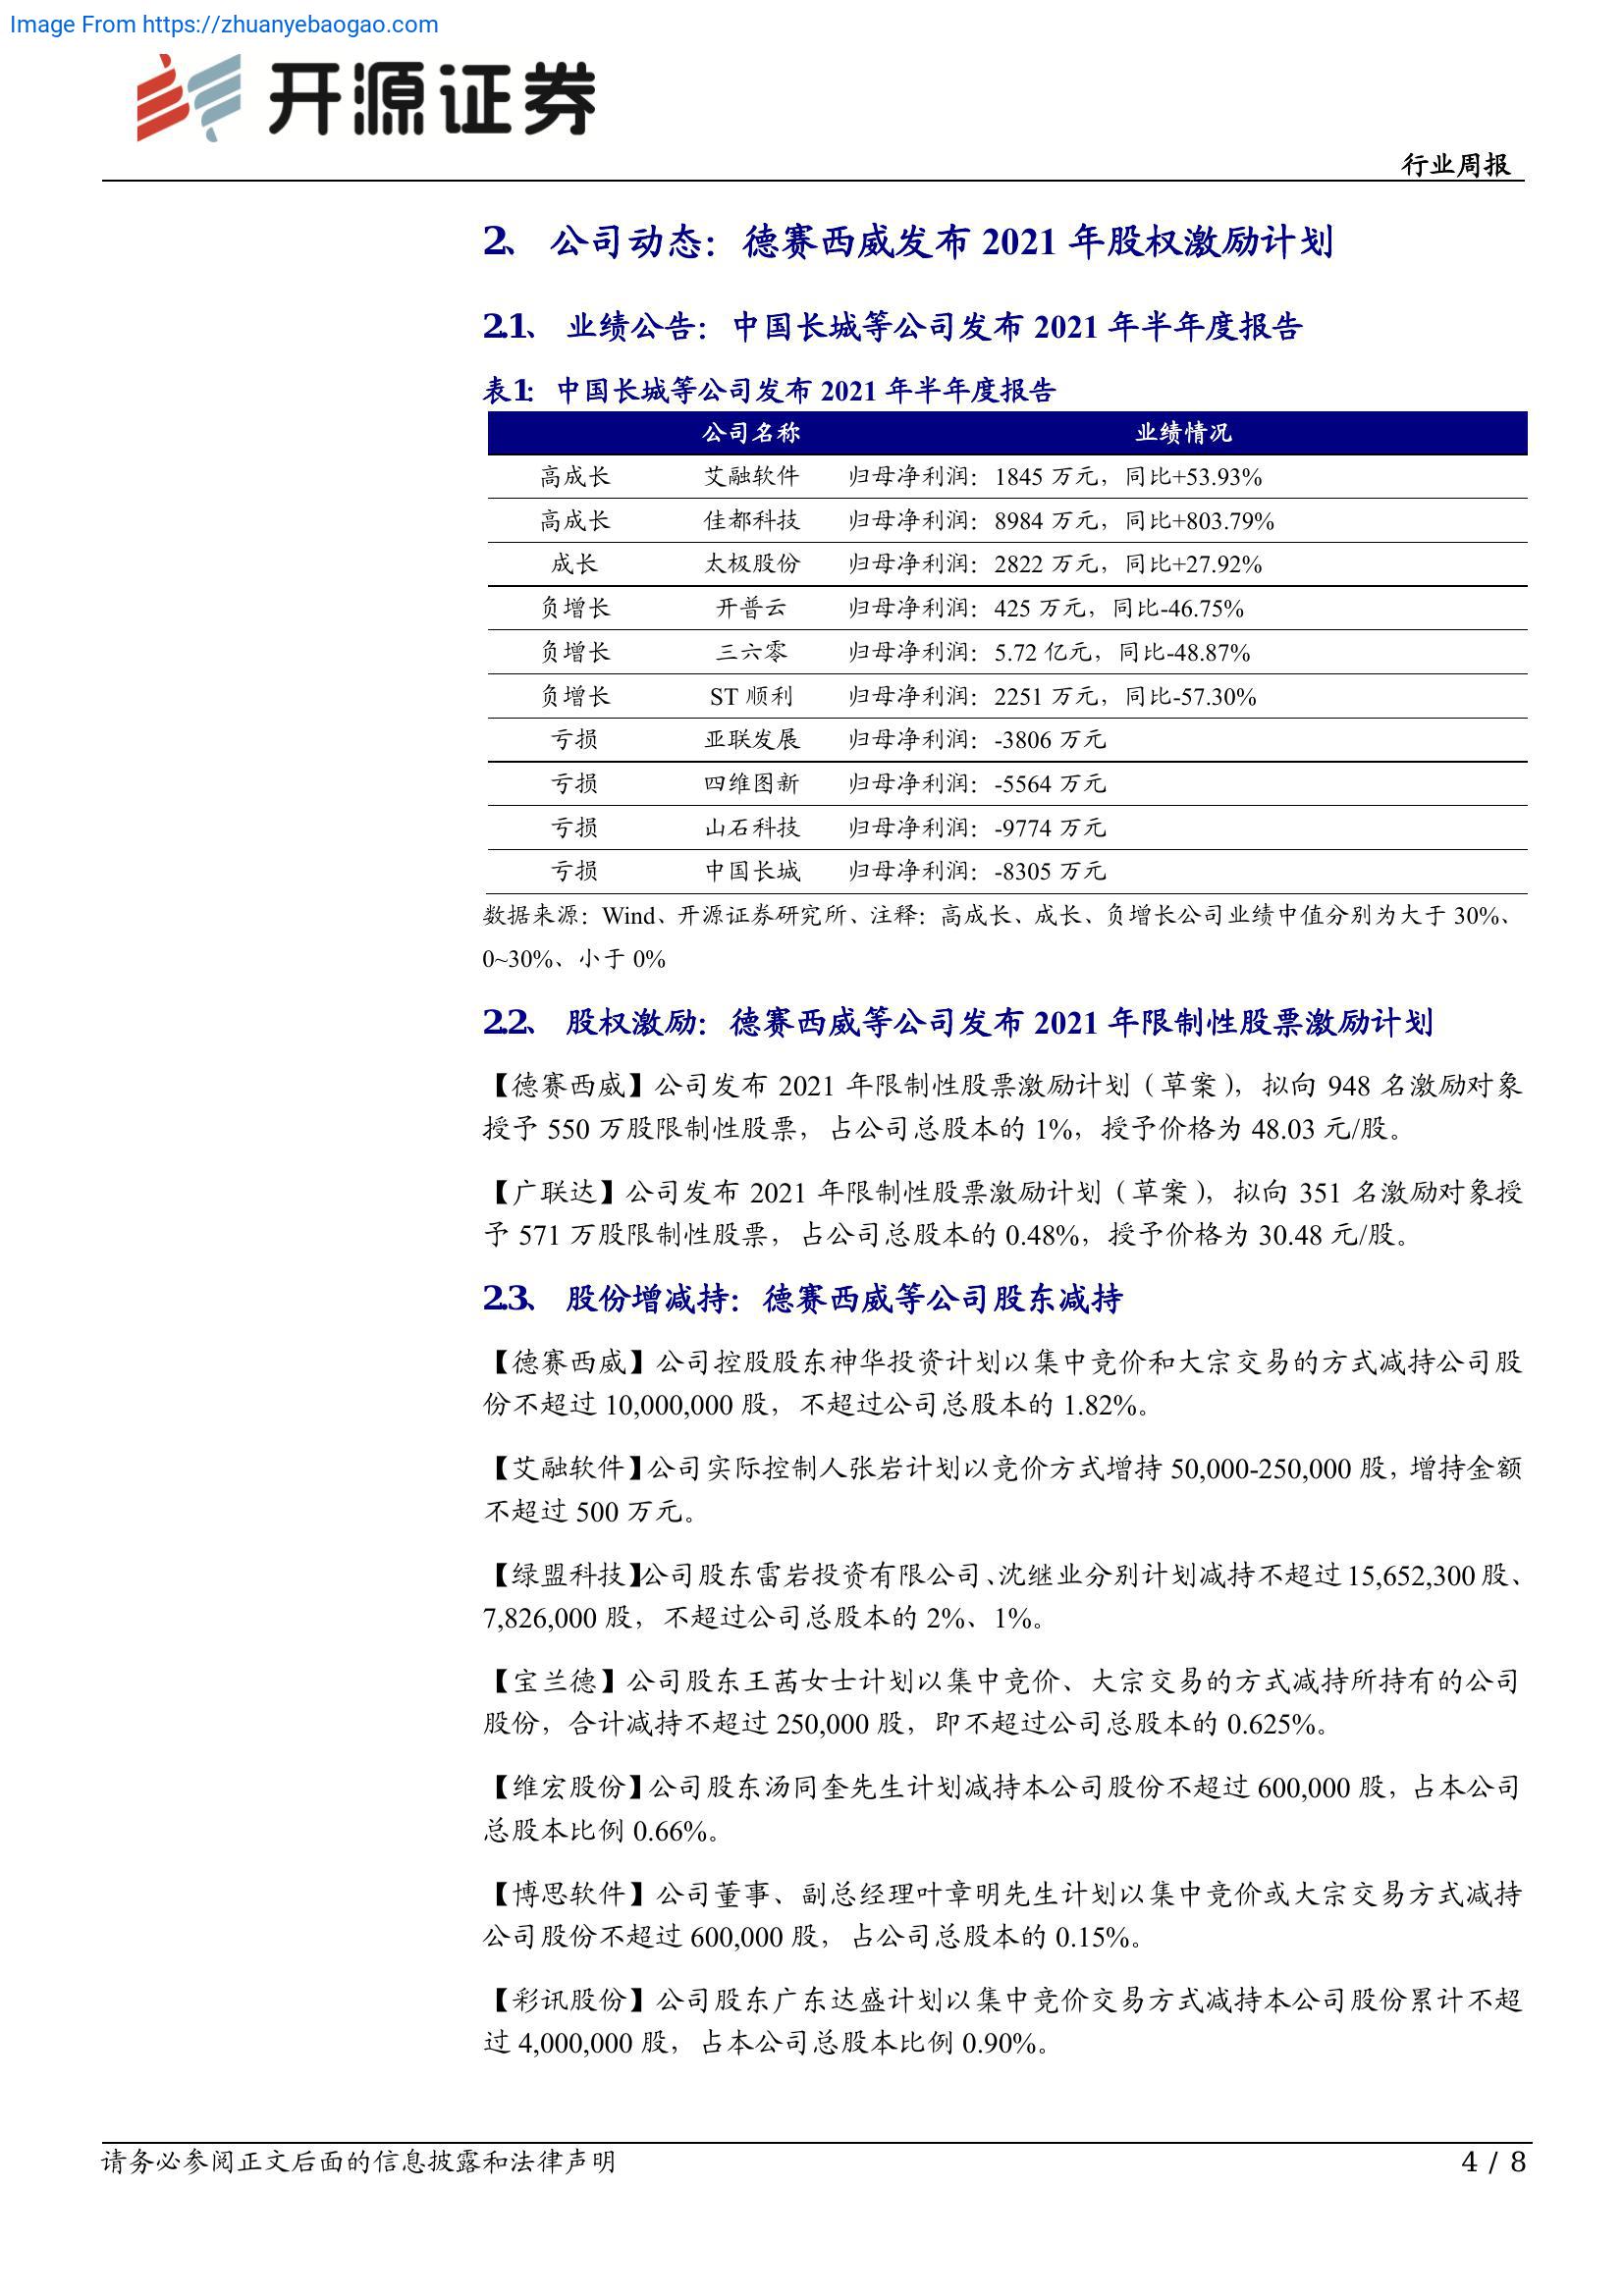 Image From https://zhuanyebaogao.com
开源证券
行业周报
2、 公司动态：德赛西威发布 2021 年股权激励计划
2.1、 业绩公告：中国长城等公司发布 2021 年半年度报告
表1： 中国长城等公司发布 2021 年半年度报告
公司名称 业绩情况
高成长 艾融软件 归母净利润：1845 万元，同比+53.93%
高成长 佳都科技 归母净利润：8984 万元，同比+803.79%
成长 太极股份 归母净利润：2822 万元，同比+27.92%
负增长 开普云 归母净利润：425 万元，同比-46.75%
负增长 三六零 归母净利润：5.72 亿元，同比-48.87%
负增长 ST 顺利 归母净利润：2251 万元，同比-57.30%
亏损 亚联发展 归母净利润：-3806 万元
亏损 四维图新 归母净利润：-5564 万元
亏损 山石科技 归母净利润：-9774 万元
亏损 中国长城 归母净利润：-8305 万元
数据来源：Wind、开源证券研究所、注释：高成长、成长、负增长公司业绩中值分别为大于 30%、
0~30%、小于 0%
2.2、 股权激励：德赛西威等公司发布 2021 年限制性股票激励计划
【德赛西威】公司发布 2021 年限制性股票激励计划（草案），拟向 948 名激励对象
授予 550 万股限制性股票，占公司总股本的 1%，授予价格为 48.03 元/股。
【广联达】公司发布 2021 年限制性股票激励计划（草案），拟向 351 名激励对象授
予 571 万股限制性股票，占公司总股本的 0.48%，授予价格为 30.48 元/股。
2.3、 股份增减持：德赛西威等公司股东减持
【德赛西威】公司控股股东神华投资计划以集中竞价和大宗交易的方式减持公司股
份不超过 10,000,000 股，不超过公司总股本的 1.82%。
【艾融软件】公司实际控制人张岩计划以竞价方式增持 50,000-250,000 股，增持金额
不超过 500 万元。
【绿盟科技】公司股东雷岩投资有限公司、沈继业分别计划减持不超过 15,652,300 股、
7,826,000 股，不超过公司总股本的 2%、1%。
【宝兰德】公司股东王茜女士计划以集中竞价、大宗交易的方式减持所持有的公司
股份，合计减持不超过 250,000 股，即不超过公司总股本的 0.625%。
【维宏股份】公司股东汤同奎先生计划减持本公司股份不超过 600,000 股，占本公司
总股本比例 0.66%。
【博思软件】公司董事、副总经理叶章明先生计划以集中竞价或大宗交易方式减持
公司股份不超过 600,000 股，占公司总股本的 0.15%。
【彩讯股份】公司股东广东达盛计划以集中竞价交易方式减持本公司股份累计不超
过 4,000,000 股，占本公司总股本比例 0.90%。
请务必参阅正文后面的信息披露和法律声明
4 / 8